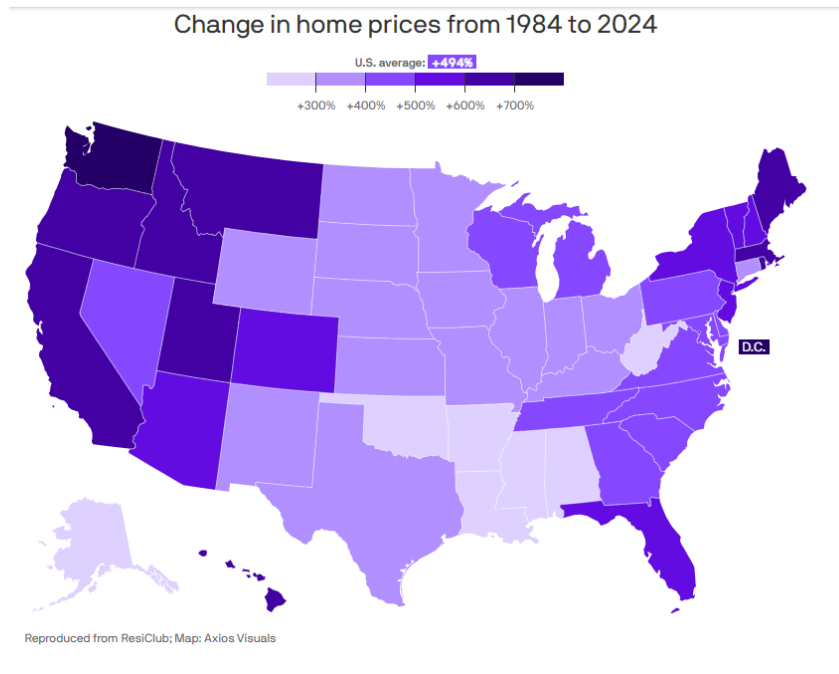 Change in home prices from 1984 to 2024
U.S. average: +494%
+300% +400% +500% +600% +700%
D.C.
Reproduced from ResiClub; Map: Axios Visuals